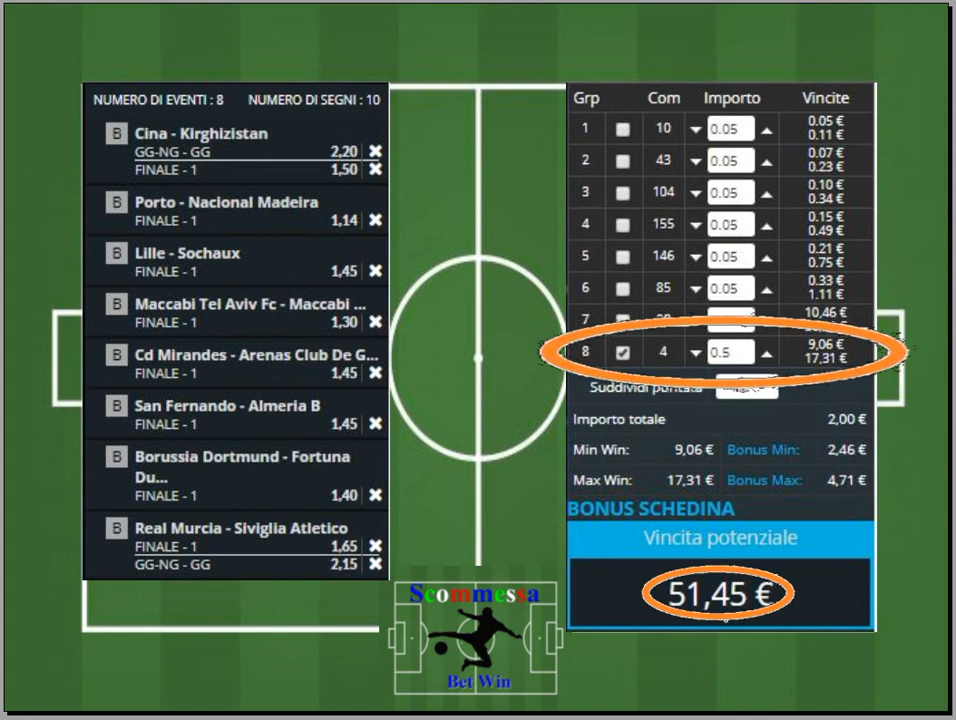 NUMERO DI EVENTI : 8 NUMERO DI SEGNI : 10
B Cina - Kirghizistan
GG-NG - GG 2,20
FINALE - 1 1,50
B Porto - Nacional Madeira
FINALE - 1 1,14
B Lille - Sochaux
FINALE - 1 1,45
B Maccabi Tel Aviv Fc - Maccabi ...
FINALE - 1 1,30
B Cd Mirandes - Arenas Club De G...
FINALE - 1 1,45
B San Fernando - Almeria B
FINALE - 1 1,45
B Borussia Dortmund - Fortuna
Du...
FINALE - 1 1,40
B Real Murcia - Siviglia Atletico
FINALE - 1 1,65
GG-NG - GG 2,15
Grp Com Importo Vincite
1 10 0.05 0.05 €
0.11 €
2 43 0.05 0.07 €
0.23 €
3 104 0.05 0.10 €
0.34 €
4 155 0.05 0.15 €
0.49 €
5 146 0.05 0.21 €
0.75 €
6 85 0.05 0.33 €
1.11 €
7 10,46 €
8 4 0.5 9,06 €
17,31 €
Suddividi puntata
Importo totale 2,00 €
Min Win: 9,06 € Bonus Min: 2,46 €
Max Win: 17,31 € Bonus Max: 4,71 €
BONUS SCHEDINA
Vincita potenziale
51,45 €
Scommessa
Bet Win